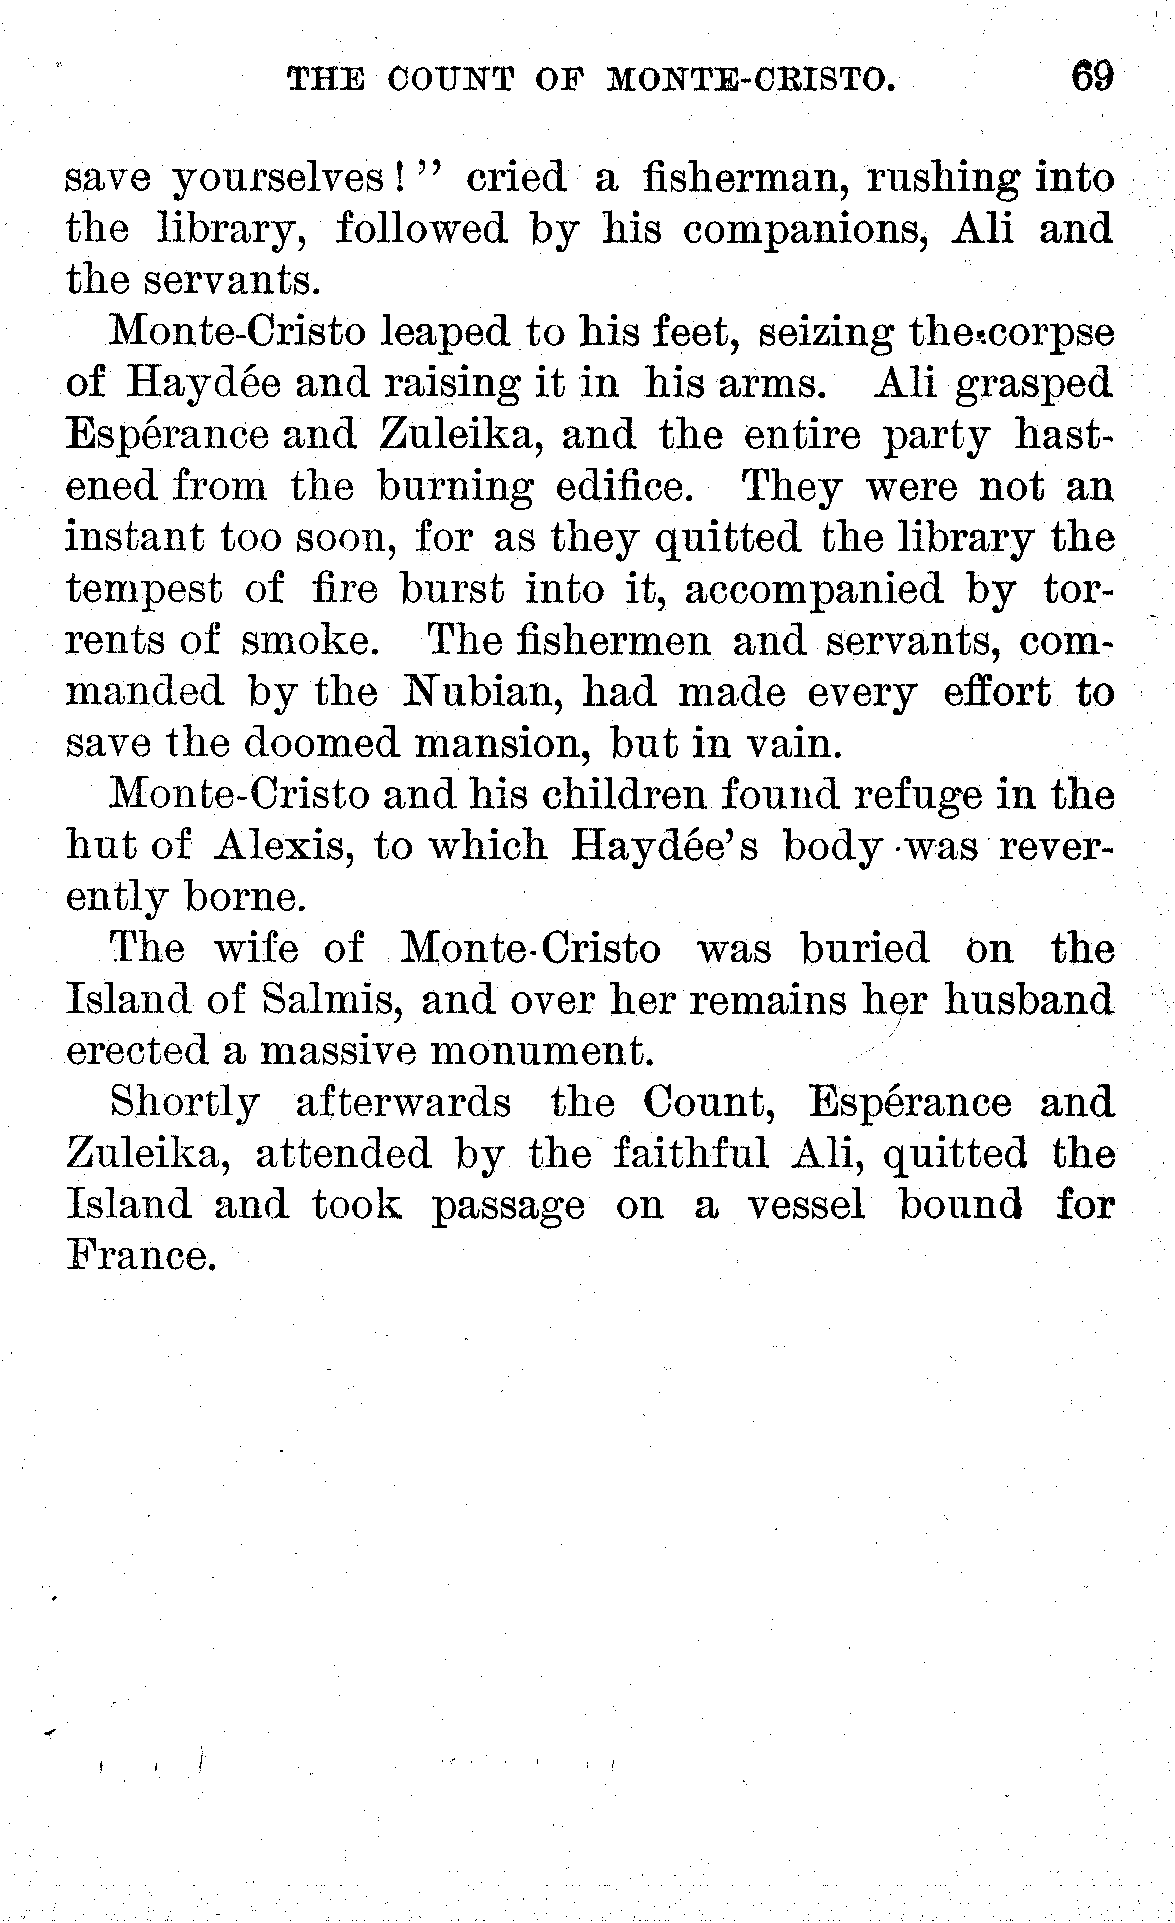 THE COUNT OF MONTE-CRISTO. 69
save yourselves!" cried a fisherman, rushing into
the library, followed by his companions, Ali and
the servants.
Monte-Cristo leaped to his feet, seizing the corpse
of Haydée and raising it in his arms. Ali grasped
Espérance and Zuleika, and the entire party hast-
ened from the burning edifice. They were not an
instant too soon, for as they quitted the library the
tempest of fire burst into it, accompanied by tor-
rents of smoke. The fishermen and servants, com-
manded by the Nubian, had made every effort to
save the doomed mansion, but in vain.
Monte-Cristo and his children found refuge in the
hut of Alexis, to which Haydée's body was rever-
ently borne.
The wife of Monte-Cristo was buried on the
Island of Salmis, and over her remains her husband
erected a massive monument.
Shortly afterwards the Count, Espérance and
Zuleika, attended by the faithful Ali, quitted the
Island and took passage on a vessel bound for
France.